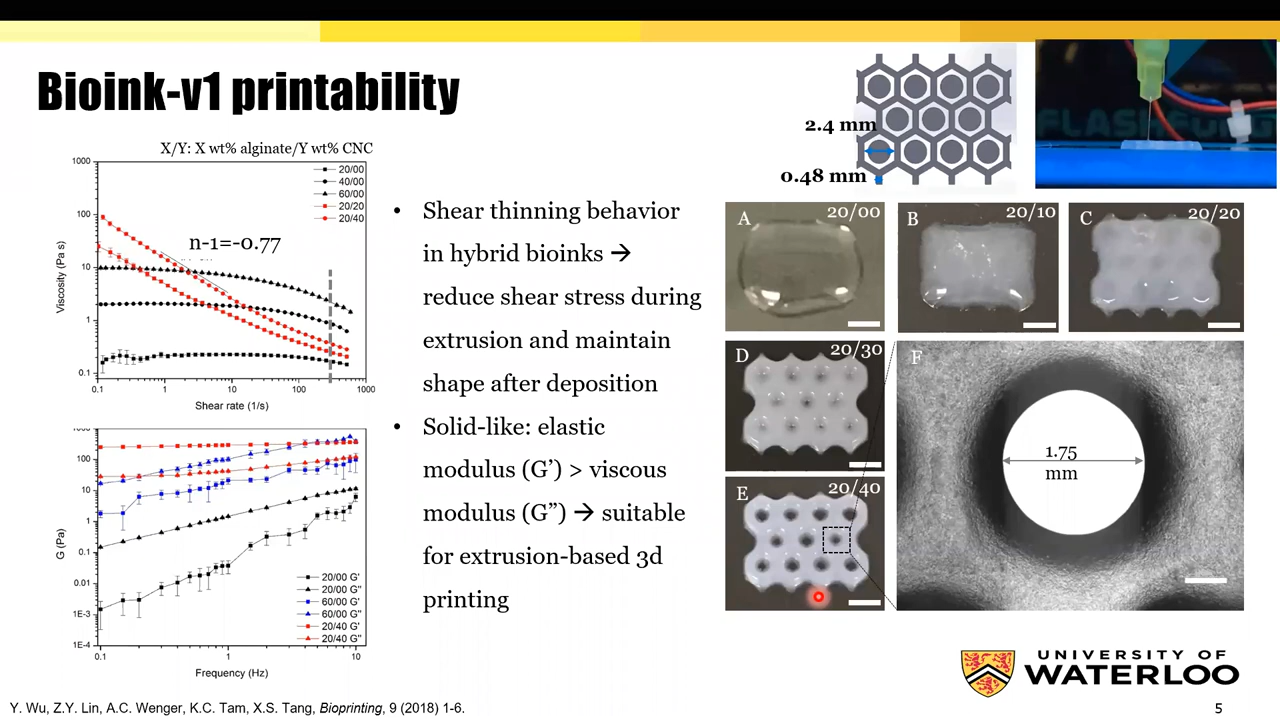 Bioink-v1 printability
X/Y: X wt% alginate/Y wt% CNC
1000
100
10
1
0.1
Viscosity (Pa s)
20/00
40/00
60/00
20/20
20/40
n-1=-0.77
0.1
1
10
100
1000
Shear rate (1/s)
100
10
1
0.1
0.01
1E-3
1E-4
G (Pa)
20/00 G'
20/00 G"
60/00 G'
60/00 G"
20/40 G'
20/40 G"
0.1
1
10
Frequency (Hz)
• Shear thinning behavior
in hybrid bioinks →
reduce shear stress during
extrusion and maintain
shape after deposition
• Solid-like: elastic
modulus (G’) > viscous
modulus (G”) → suitable
for extrusion-based 3d
printing
2.4 mm
0.48 mm
A
20/00
B
20/10
C
20/20
D
20/30
E
20/40
F
1.75
mm
UNIVERSITY OF
WATERLOO
Y. Wu, Z.Y. Lin, A.C. Wenger, K.C. Tam, X.S. Tang, Bioprinting, 9 (2018) 1-6.
5